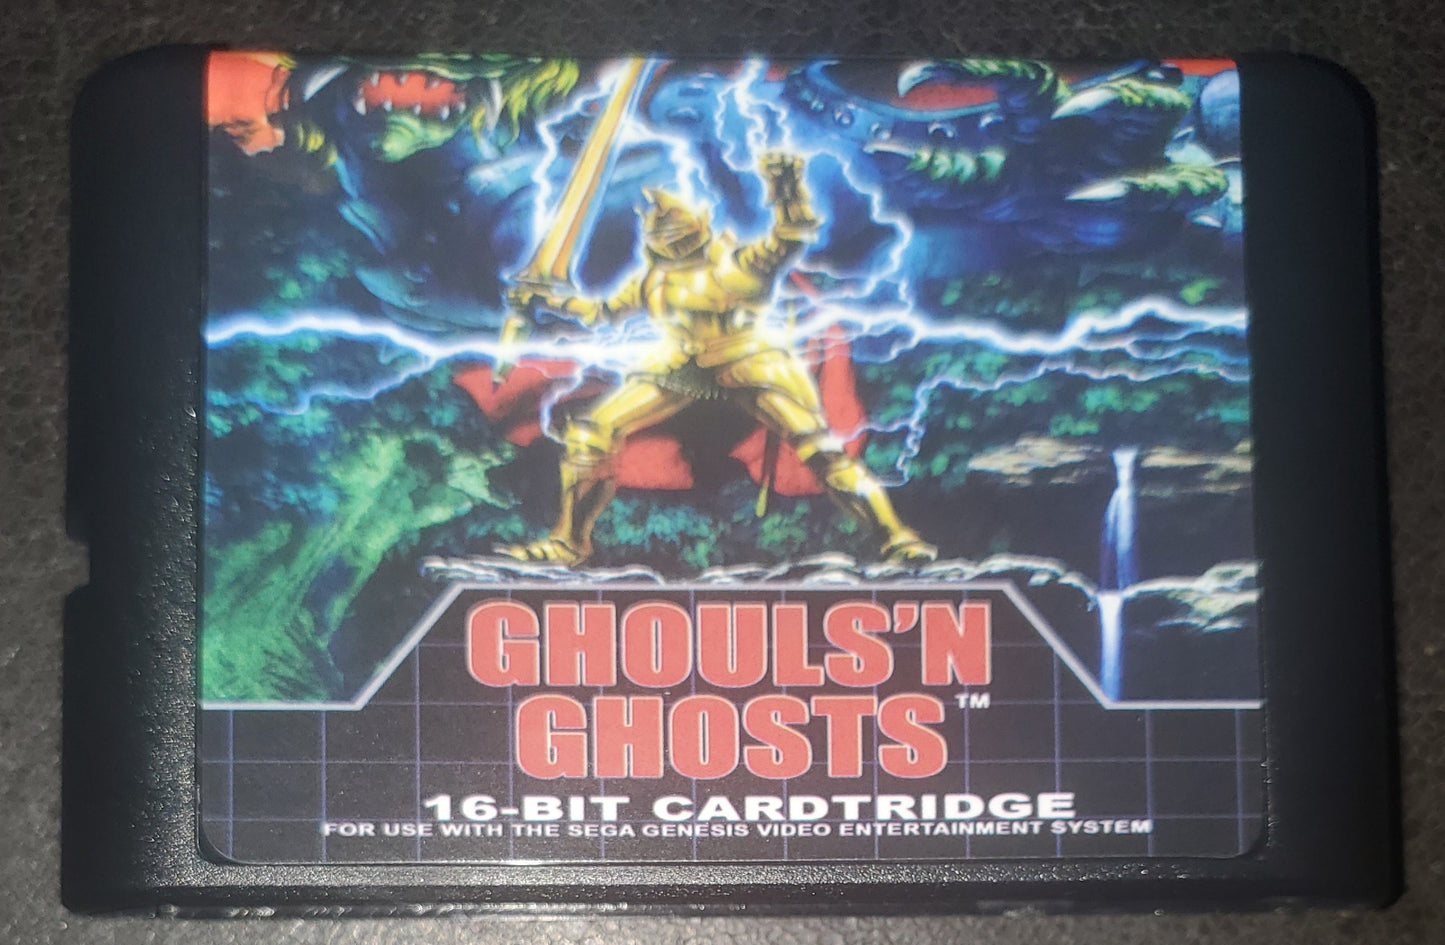 GHOULS'N
GHOSTS™
16-BIT CARDTRIDGE
FOR USE WITH THE SEGA GENESIS VIDEO ENTERTAINMENT SYSTEM